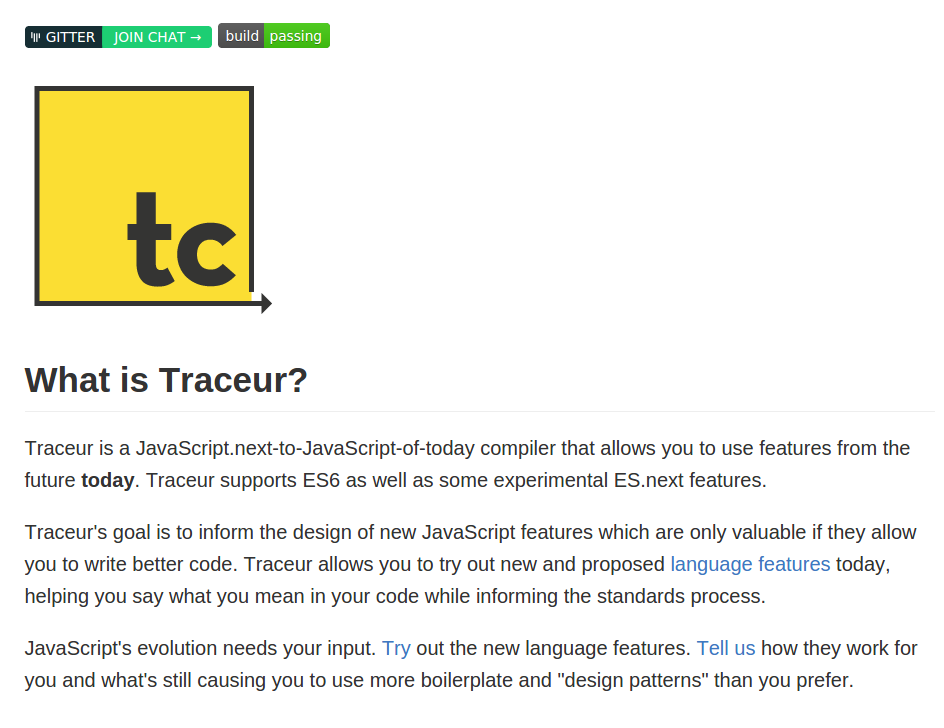 GITTER JOIN CHAT → build passing
tc
What is Traceur?
Traceur is a JavaScript.next-to-JavaScript-of-today compiler that allows you to use features from the
future today. Traceur supports ES6 as well as some experimental ES.next features.
Traceur's goal is to inform the design of new JavaScript features which are only valuable if they allow
you to write better code. Traceur allows you to try out new and proposed language features today,
helping you say what you mean in your code while informing the standards process.
JavaScript's evolution needs your input. Try out the new language features. Tell us how they work for
you and what's still causing you to use more boilerplate and "design patterns" than you prefer.